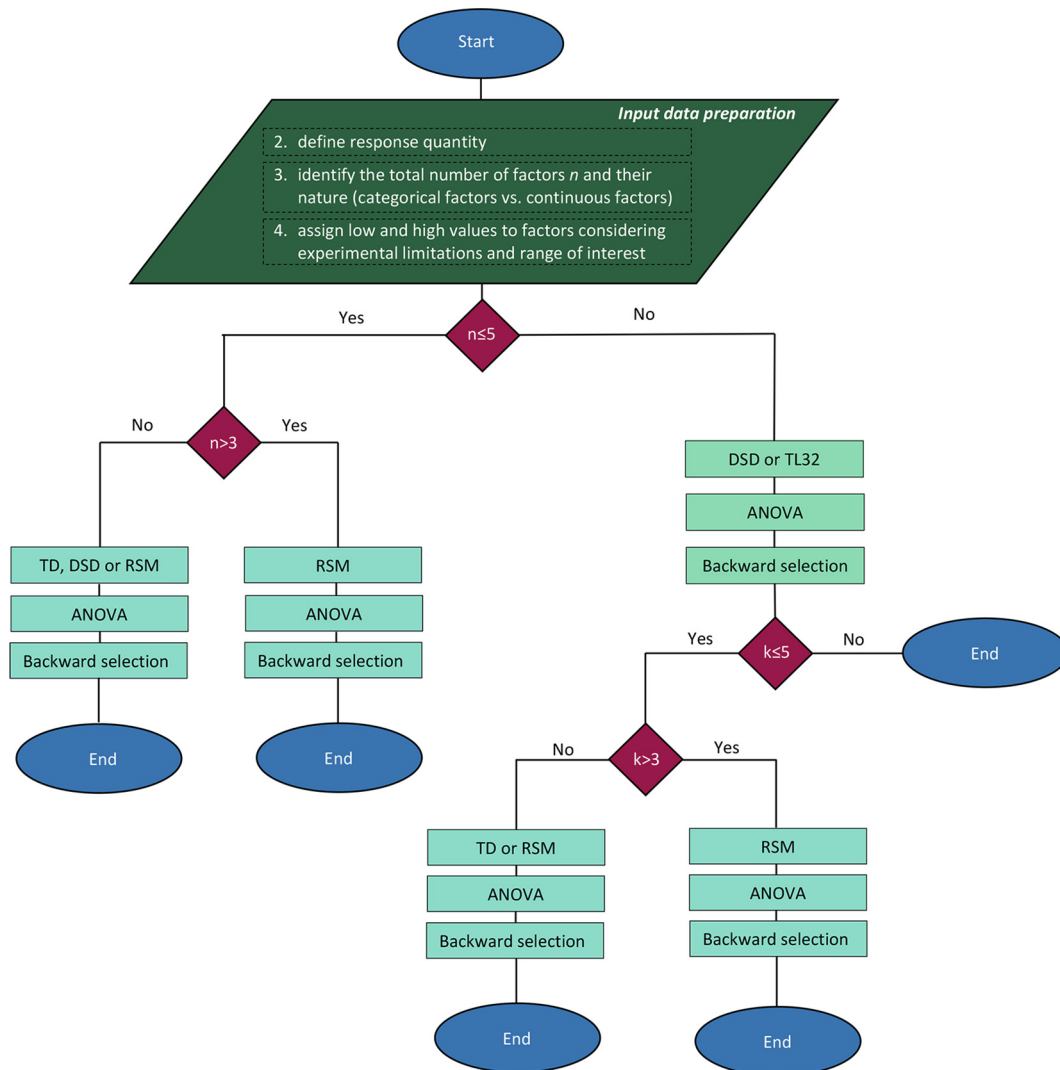 Start
Input data preparation
2. define response quantity
3. identify the total number of factors n and their
nature (categorical factors vs. continuous factors)
4. assign low and high values to factors considering
experimental limitations and range of interest
Yes
n≤5
No
No
n>3
Yes
DSD or TL32
ANOVA
Backward selection
TD, DSD or RSM
ANOVA
Backward selection
End
RSM
ANOVA
Backward selection
End
Yes
k≤5
No
End
No
k>3
Yes
TD or RSM
ANOVA
Backward selection
End
RSM
ANOVA
Backward selection
End